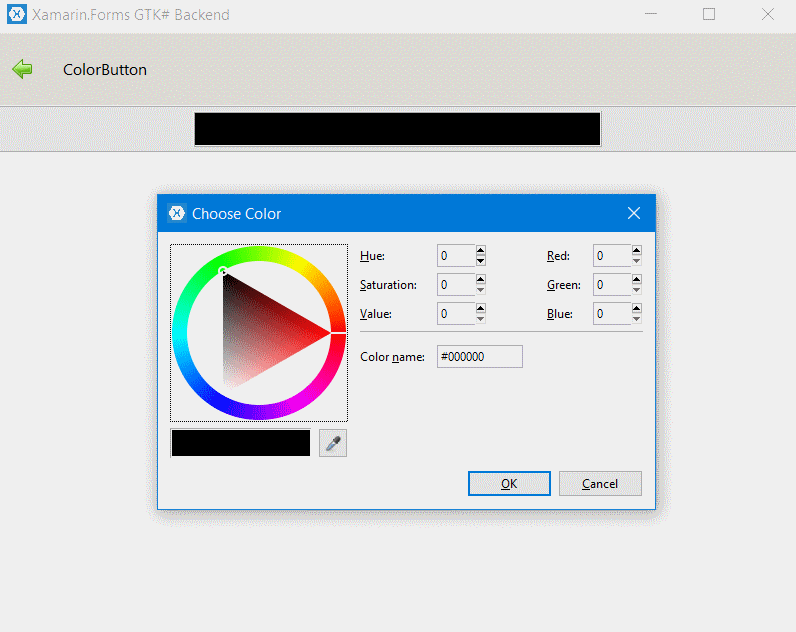 Xamarin.Forms GTK# Backend
ColorButton
Choose Color
Hue: 0 Red: 0
Saturation: 0 Green: 0
Value: 0 Blue: 0
Color name: #000000
OK Cancel